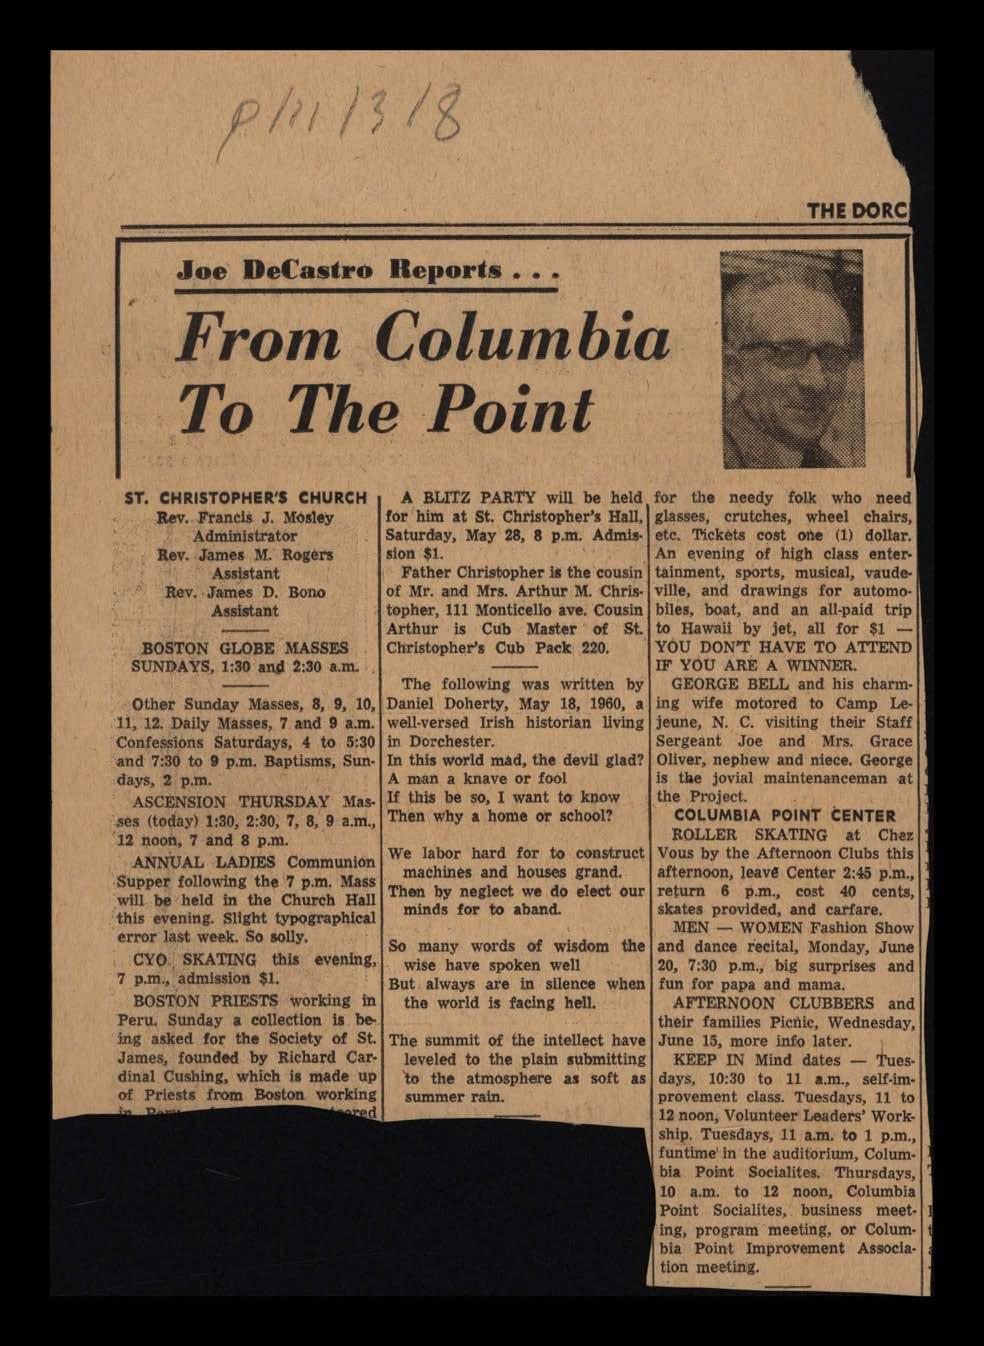 THE DORC
Joe DeCastro Reports . . .
From Columbia
To The Point
ST. CHRISTOPHER'S CHURCH
Rev. Francis J. Mosley
Administrator
Rev. James M. Rogers
Assistant
Rev. James D. Bono
Assistant
BOSTON GLOBE MASSES
SUNDAYS, 1:30 and 2:30 a.m.
Other Sunday Masses, 8, 9, 10,
11, 12. Daily Masses, 7 and 9 a.m.
Confessions Saturdays, 4 to 5:30
and 7:30 to 9 p.m. Baptisms, Sun-
days, 2 p.m.
ASCENSION THURSDAY Mas-
ses (today) 1:30, 2:30, 7, 8, 9 a.m.,
12 noon, 7 and 8 p.m.
ANNUAL LADIES Communion
Supper following the 7 p.m. Mass
will be held in the Church Hall
this evening. Slight typographical
error last week. So solly.
CYO SKATING this evening,
7 p.m., admission $1.
BOSTON PRIESTS working in
Peru. Sunday a collection is be-
ing asked for the Society of St.
James, founded by Richard Car-
dinal Cushing, which is made up
of Priests from Boston working
in
A BLITZ PARTY will be held
for him at St. Christopher's Hall,
Saturday, May 28, 8 p.m. Admis-
sion $1.
Father Christopher is the cousin
of Mr. and Mrs. Arthur M. Chris-
topher, 111 Monticello ave. Cousin
Arthur is Cub Master of St.
Christopher's Cub Pack 220.
The following was written by
Daniel Doherty, May 18, 1960, a
well-versed Irish historian living
in Dorchester.
In this world mad, the devil glad?
A man a knave or fool
If this be so, I want to know
Then why a home or school?
We labor hard for to construct
machines and houses grand.
Then by neglect we do elect our
minds for to aband.
So many words of wisdom the
wise have spoken well
But always are in silence when
the world is facing hell.
The summit of the intellect have
leveled to the plain submitting
to the atmosphere as soft as
summer rain.
for the needy folk who need
glasses, crutches, wheel chairs,
etc. Tickets cost one (1) dollar.
An evening of high class enter-
tainment, sports, musical, vaude-
ville, and drawings for automo-
biles, boat, and an all-paid trip
to Hawaii by jet, all for $1 —
YOU DON'T HAVE TO ATTEND
IF YOU ARE A WINNER.
GEORGE BELL and his charm-
ing wife motored to Camp Le-
jeune, N. C. visiting their Staff
Sergeant Joe and Mrs. Grace
Oliver, nephew and niece. George
is the jovial maintenanceman at
the Project.
COLUMBIA POINT CENTER
ROLLER SKATING at Chez
Vous by the Afternoon Clubs this
afternoon, leave Center 2:45 p.m.,
return 6 p.m., cost 40 cents,
skates provided, and carfare.
MEN — WOMEN Fashion Show
and dance recital, Monday, June
20, 7:30 p.m., big surprises and
fun for papa and mama.
AFTERNOON CLUBBERS and
their families Picnic, Wednesday,
June 15, more info later.
KEEP IN Mind dates — Tues-
days, 10:30 to 11 a.m., self-im-
provement class. Tuesdays, 11 to
12 noon, Volunteer Leaders' Work-
ship. Tuesdays, 11 a.m. to 1 p.m.,
funtime in the auditorium, Colum-
bia Point Socialites. Thursdays,
10 a.m. to 12 noon, Columbia
Point Socialites, business meet-
ing, program meeting, or Colum-
bia Point Improvement Associa-
tion meeting.